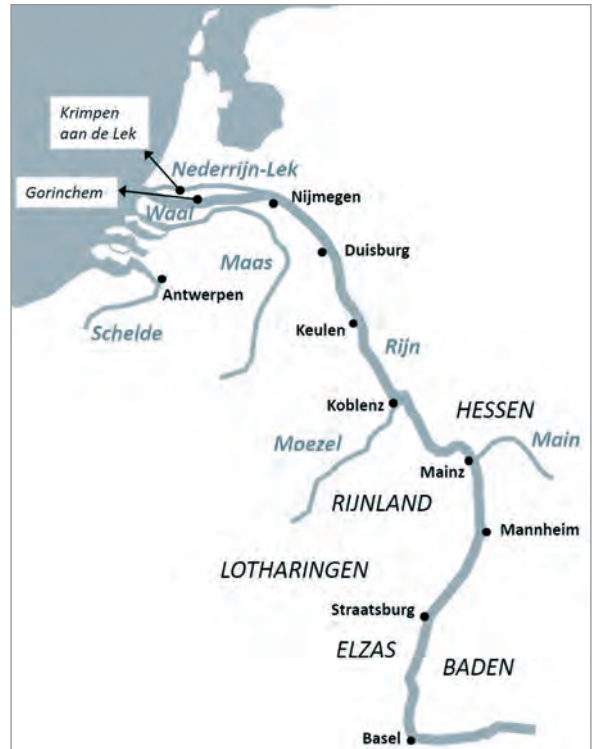 Krimpen
aan de Lek
Nederrijn-Lek
Gorinchem
Waal
Nijmegen
Maas
Duisburg
Antwerpen
Schelde
Keulen
Rijn
Koblenz
HESSEN
Moezel
Main
Mainz
RIJNLAND
Mannheim
LOTHARINGEN
Straatsburg
ELZAS
BADEN
Basel